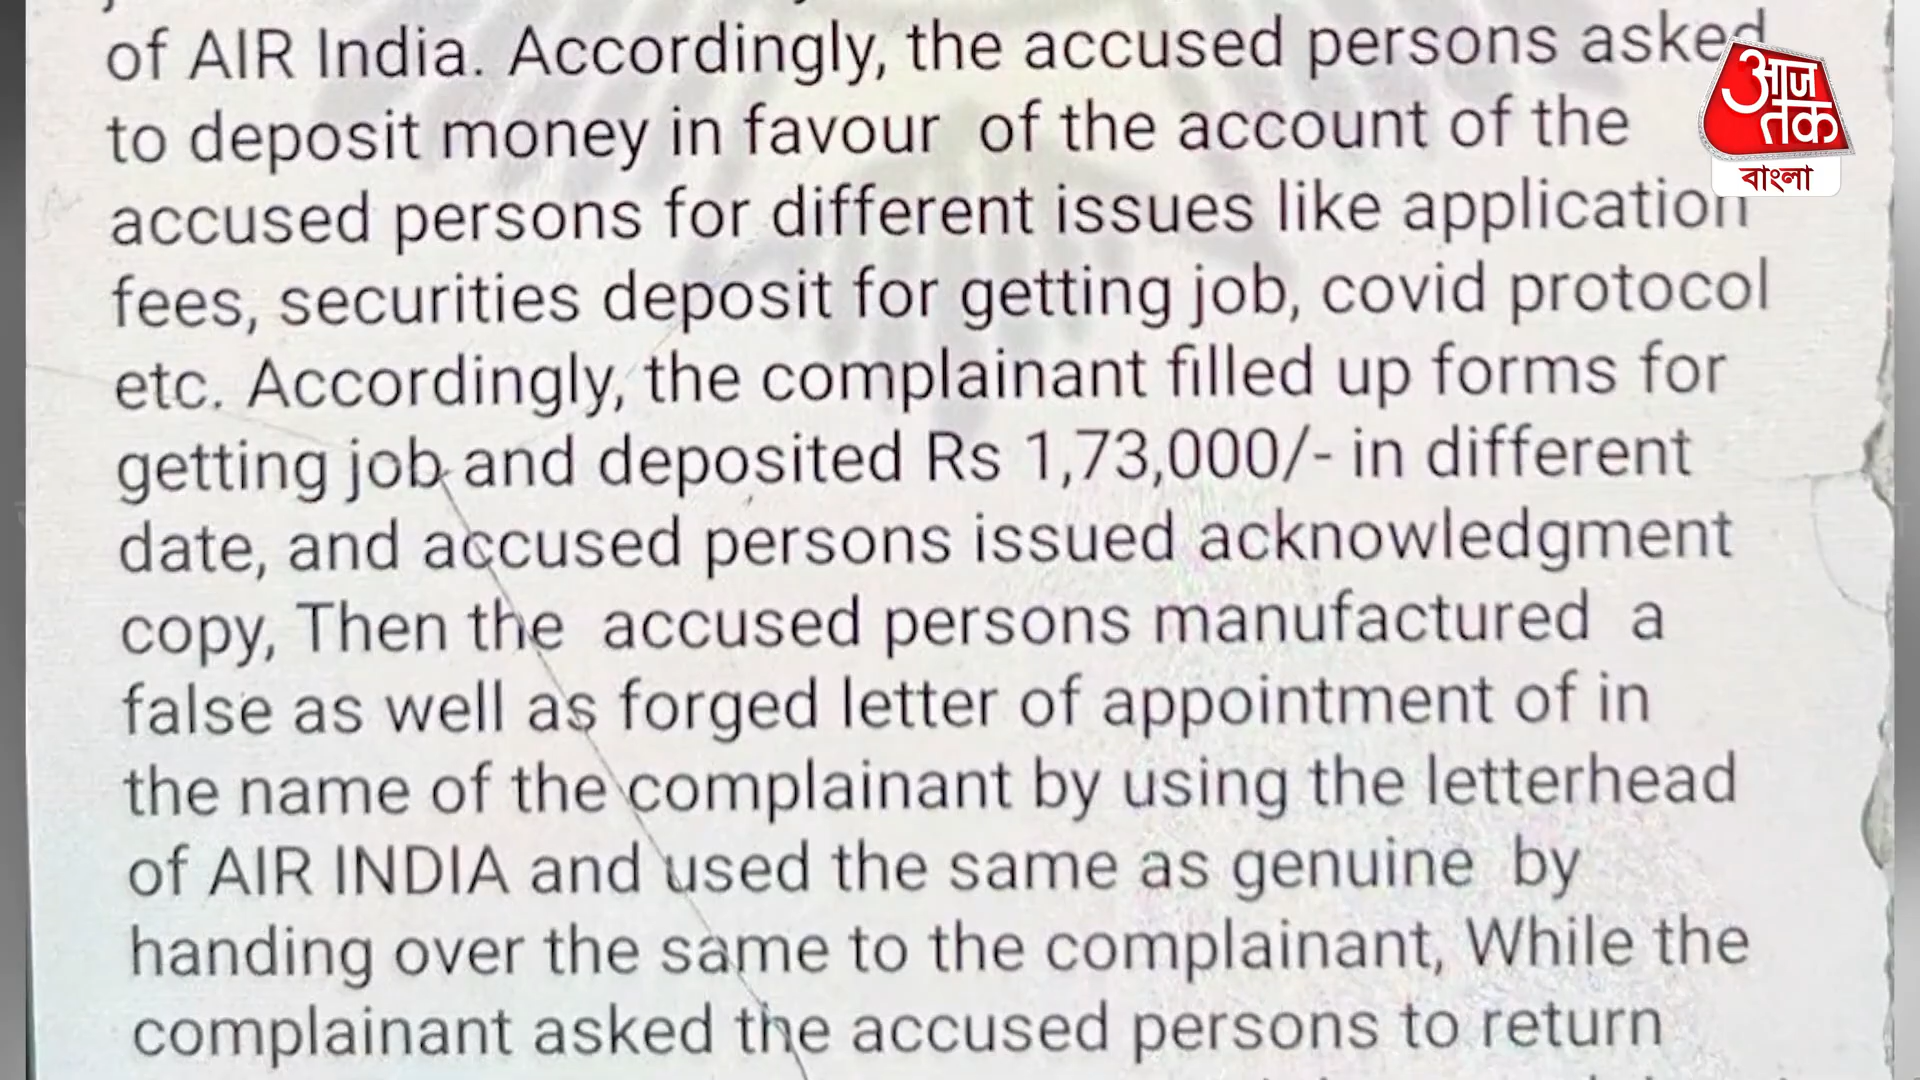 of AIR India. Accordingly, the accused persons asked
to deposit money in favour of the account of the
accused persons for different issues like application
fees, securities deposit for getting job, covid protocol
etc. Accordingly, the complainant filled up forms for
getting job and deposited Rs 1,73,000/- in different
date, and accused persons issued acknowledgment
copy, Then the accused persons manufactured a
false as well as forged letter of appointment of in
the name of the complainant by using the letterhead
of AIR INDIA and used the same as genuine by
handing over the same to the complainant, While the
complainant asked the accused persons to return
आज
तक
বাংলা